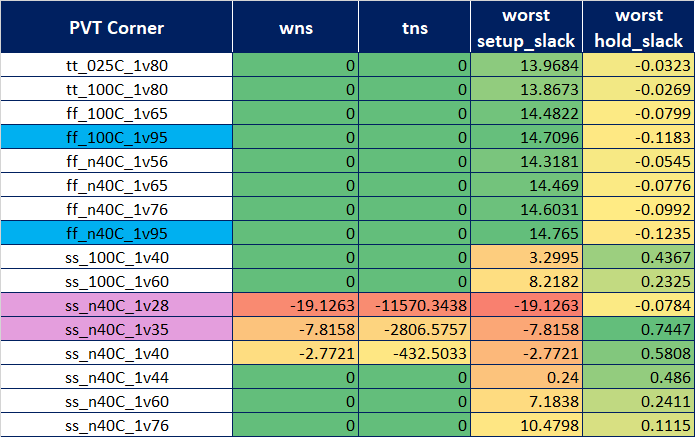 PVT Corner wns tns worst setup_slack worst hold_slack
tt_025C_1v80 0 0 13.9684 -0.0323
tt_100C_1v80 0 0 13.8673 -0.0269
ff_100C_1v65 0 0 14.4822 -0.0799
ff_100C_1v95 0 0 14.7096 -0.1183
ff_n40C_1v56 0 0 14.3181 -0.0545
ff_n40C_1v65 0 0 14.469 -0.0776
ff_n40C_1v76 0 0 14.6031 -0.0992
ff_n40C_1v95 0 0 14.765 -0.1235
ss_100C_1v40 0 0 3.2995 0.4367
ss_100C_1v60 0 0 8.2182 0.2325
ss_n40C_1v28 -19.1263 -11570.3438 -19.1263 -0.0784
ss_n40C_1v35 -7.8158 -2806.5757 -7.8158 0.7447
ss_n40C_1v40 -2.7721 -432.5033 -2.7721 0.5808
ss_n40C_1v44 0 0 0.24 0.486
ss_n40C_1v60 0 0 7.1838 0.2411
ss_n40C_1v76 0 0 10.4798 0.1115